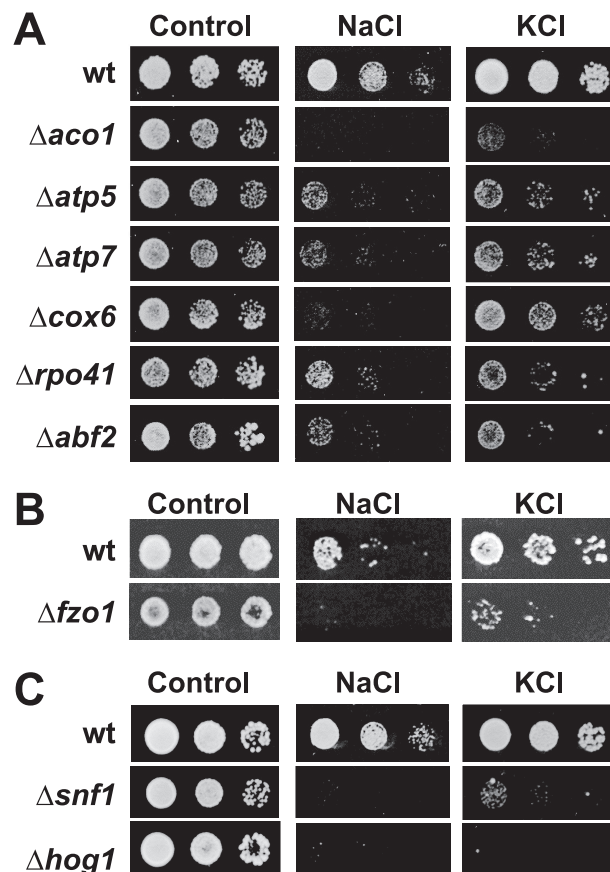 A
Control NaCl KCl
wt
Δaco1
Δatp5
Δatp7
Δcox6
Δrpo41
Δabf2
B
Control NaCl KCl
wt
Δfzo1
C
Control NaCl KCl
wt
Δsnf1
Δhog1